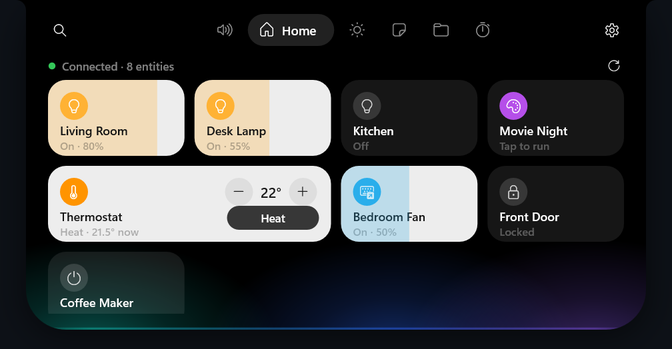 Home
Connected · 8 entities
Living Room
On · 80%
Desk Lamp
On · 55%
Kitchen
Off
Movie Night
Tap to run
Thermostat
Heat · 21.5° now
22°
Heat
Bedroom Fan
On · 50%
Front Door
Locked
Coffee Maker